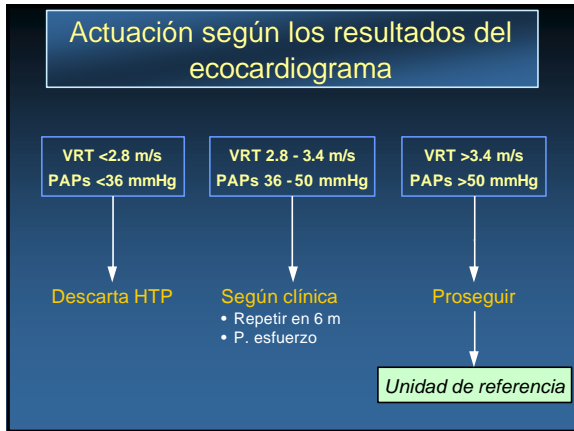 Actuación según los resultados del
ecocardiograma
VRT <2.8 m/s
PAPs <36 mmHg
VRT 2.8 - 3.4 m/s
PAPs 36 - 50 mmHg
VRT >3.4 m/s
PAPs >50 mmHg
Descarta HTP
Según clínica
• Repetir en 6 m
• P. esfuerzo
Proseguir
Unidad de referencia